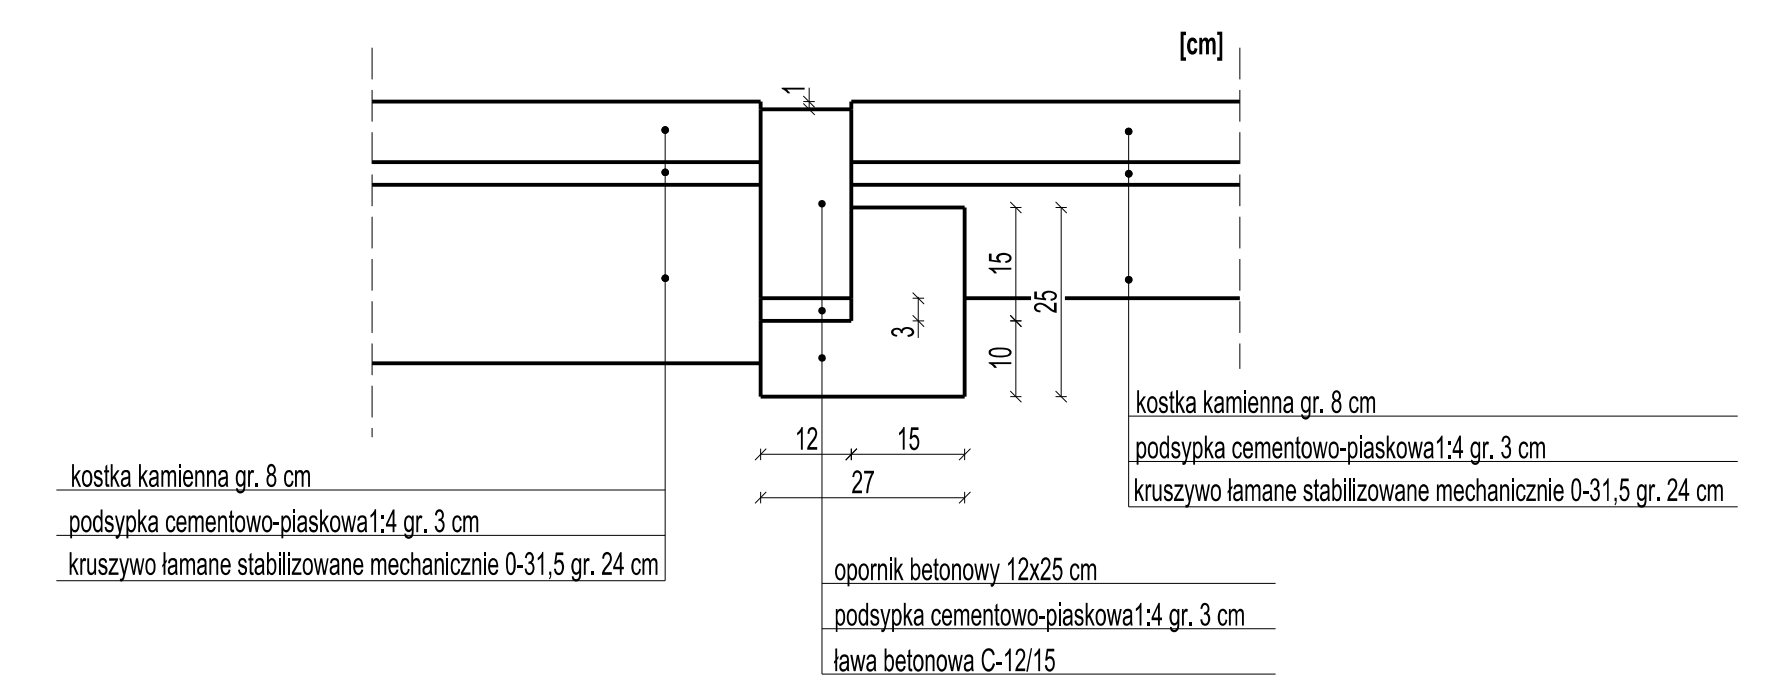 [cm]
1
15
25
3
10
12
15
27
kostka kamienna gr. 8 cm
podsypka cementowo-piaskowa1:4 gr. 3 cm
kruszywo łamane stabilizowane mechanicznie 0-31,5 gr. 24 cm
kostka kamienna gr. 8 cm
podsypka cementowo-piaskowa1:4 gr. 3 cm
kruszywo łamane stabilizowane mechanicznie 0-31,5 gr. 24 cm
opornik betonowy 12x25 cm
podsypka cementowo-piaskowa1:4 gr. 3 cm
ława betonowa C-12/15